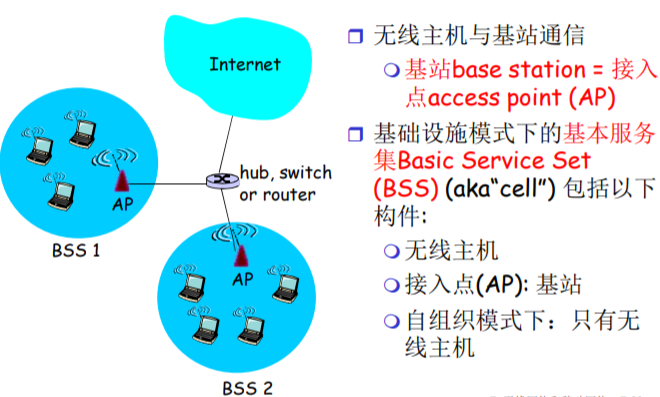 Internet
hub, switch
or router
AP
BSS 1
AP
BSS 2
无线主机与基站通信
基站base station = 接入
点access point (AP)
基础设施模式下的基本服务
集Basic Service Set
(BSS) (aka“cell”) 包括以下
构件:
无线主机
接入点(AP): 基站
自组织模式下：只有无
线主机